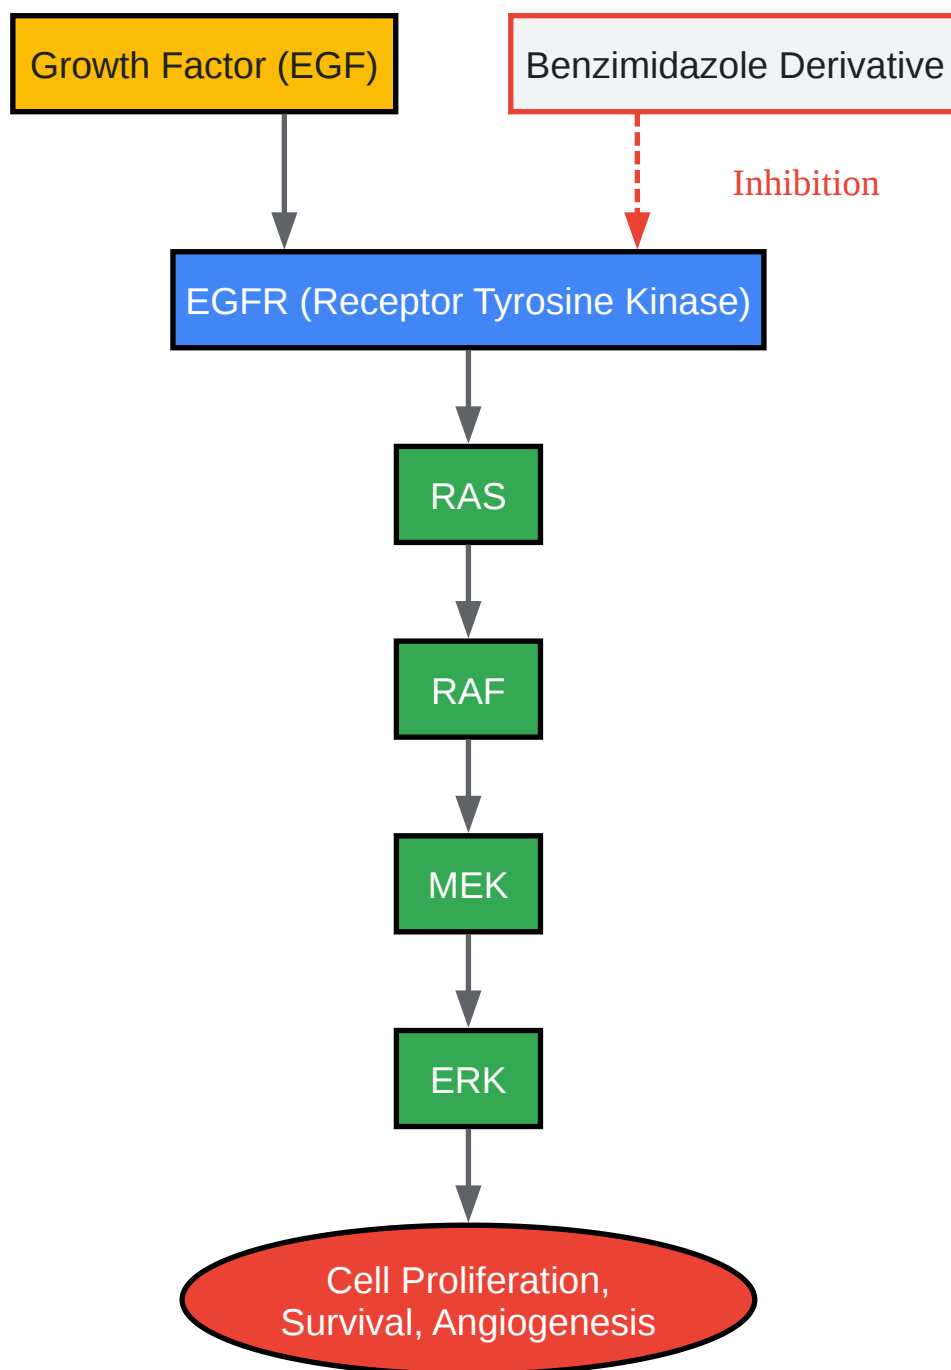 Growth Factor (EGF)
Benzimidazole Derivative
Inhibition
EGFR (Receptor Tyrosine Kinase)
RAS
RAF
MEK
ERK
Cell Proliferation,
Survival, Angiogenesis